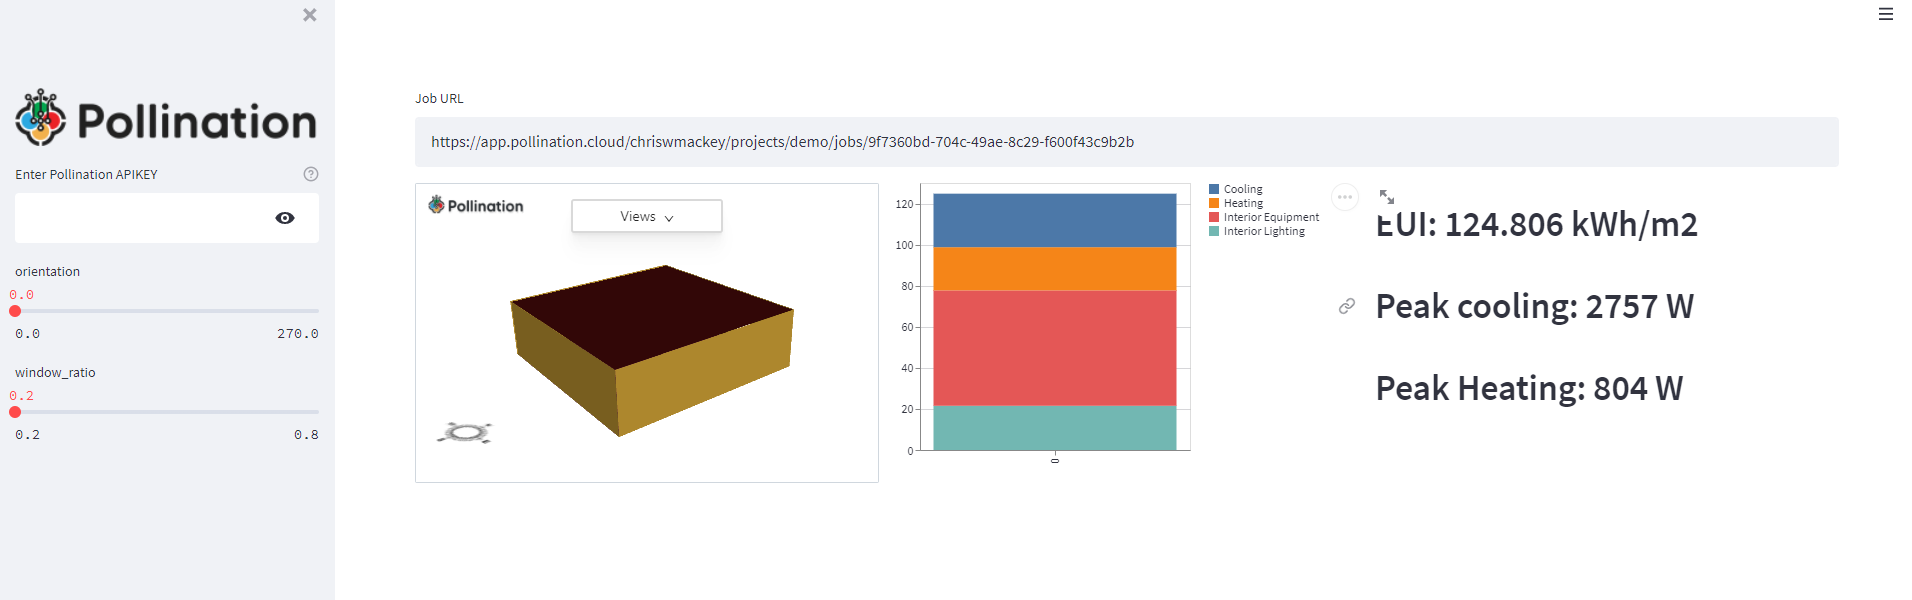 Pollination
Enter Pollination APIKEY
orientation
0.0
0.0 270.0
window_ratio
0.2
0.2 0.8
Job URL
https://app.pollination.cloud/chriswmackey/projects/demo/jobs/9f7360bd-704c-49ae-8c29-f600f43c9b2b
Pollination
Views
120
100
80
60
40
20
0
0
Cooling
Heating
Interior Equipment
Interior Lighting
EUI: 124.806 kWh/m2
Peak cooling: 2757 W
Peak Heating: 804 W